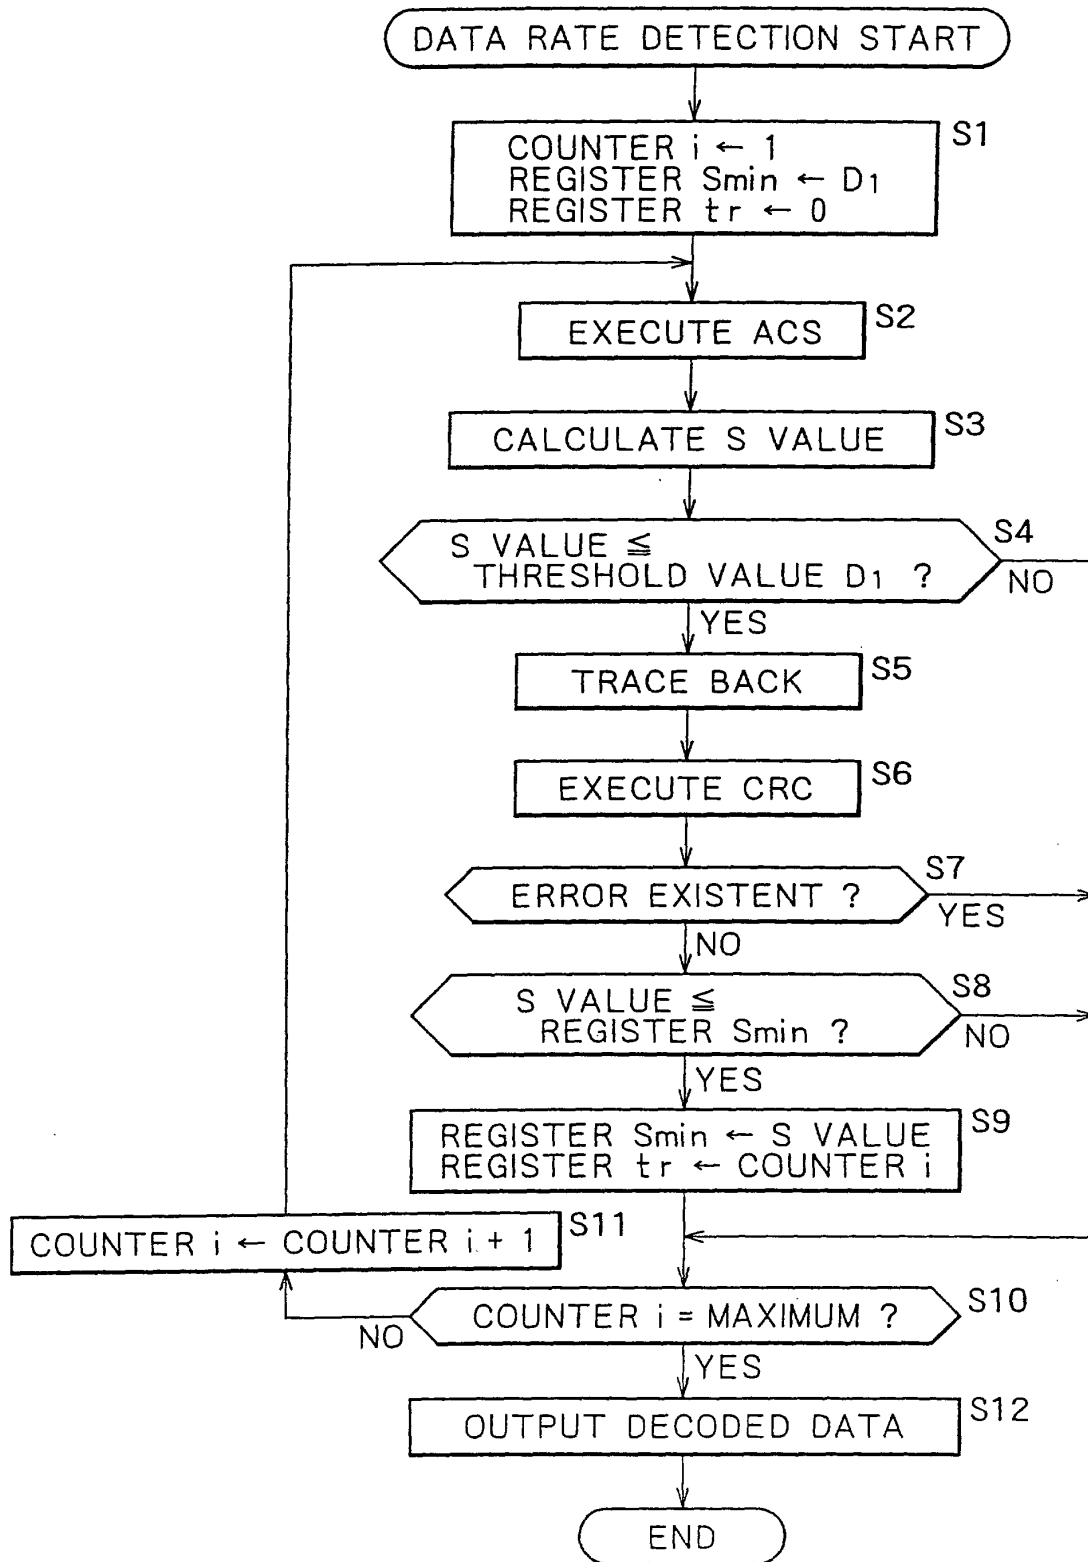 DATA RATE DETECTION START
S1
COUNTER i ← 1
REGISTER Smin ← D1
REGISTER tr ← 0
S2
EXECUTE ACS
S3
CALCULATE S VALUE
S4
S VALUE ≦
THRESHOLD VALUE D1 ?
NO
YES
S5
TRACE BACK
S6
EXECUTE CRC
S7
ERROR EXISTENT ?
YES
NO
S8
S VALUE ≦
REGISTER Smin ?
NO
YES
S9
REGISTER Smin ← S VALUE
REGISTER tr ← COUNTER i
S11
COUNTER i ← COUNTER i + 1
S10
COUNTER i = MAXIMUM ?
NO
YES
S12
OUTPUT DECODED DATA
END